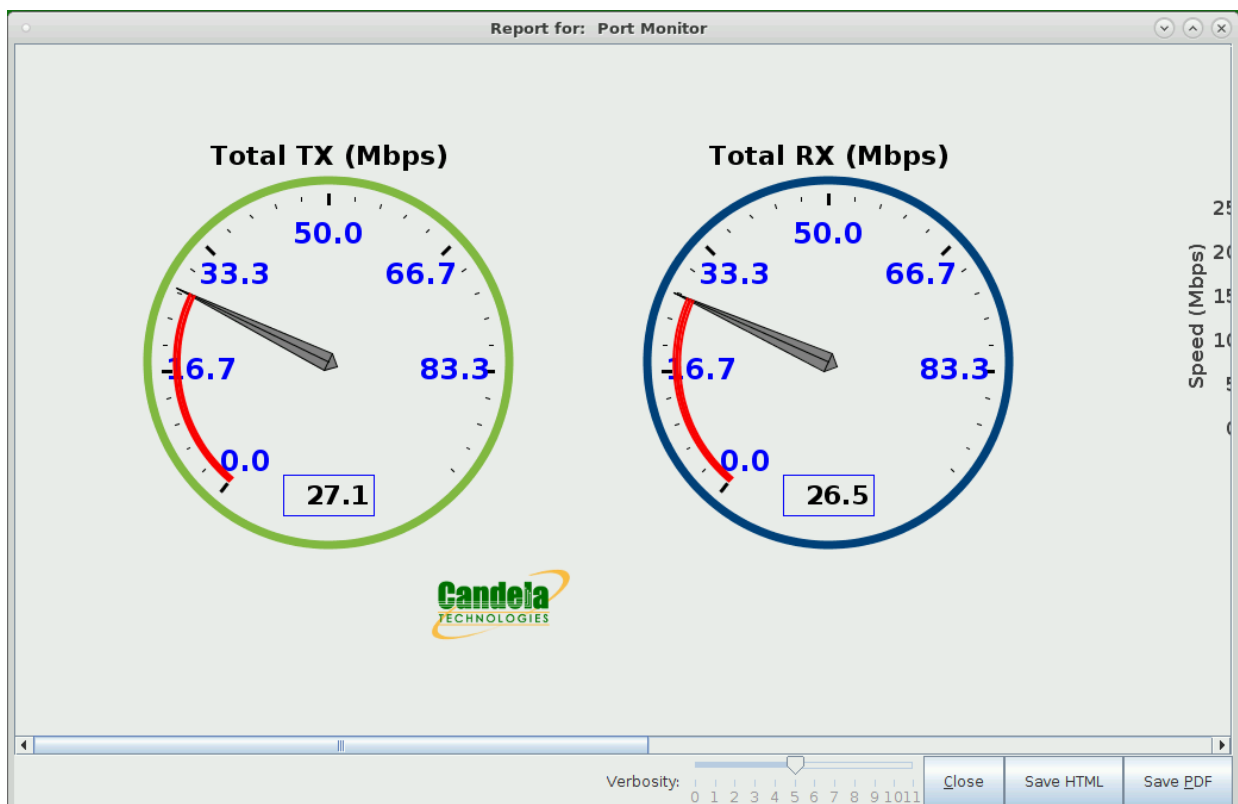 Report for: Port Monitor
Total TX (Mbps)
50.0
33.3
66.7
16.7
83.3
0.0
27.1
Total RX (Mbps)
50.0
33.3
66.7
16.7
83.3
0.0
26.5
Speed (Mbps)
Candela
TECHNOLOGIES
Verbosity:
0 1 2 3 4 5 6 7 8 9 10 11
Close
Save HTML
Save PDF